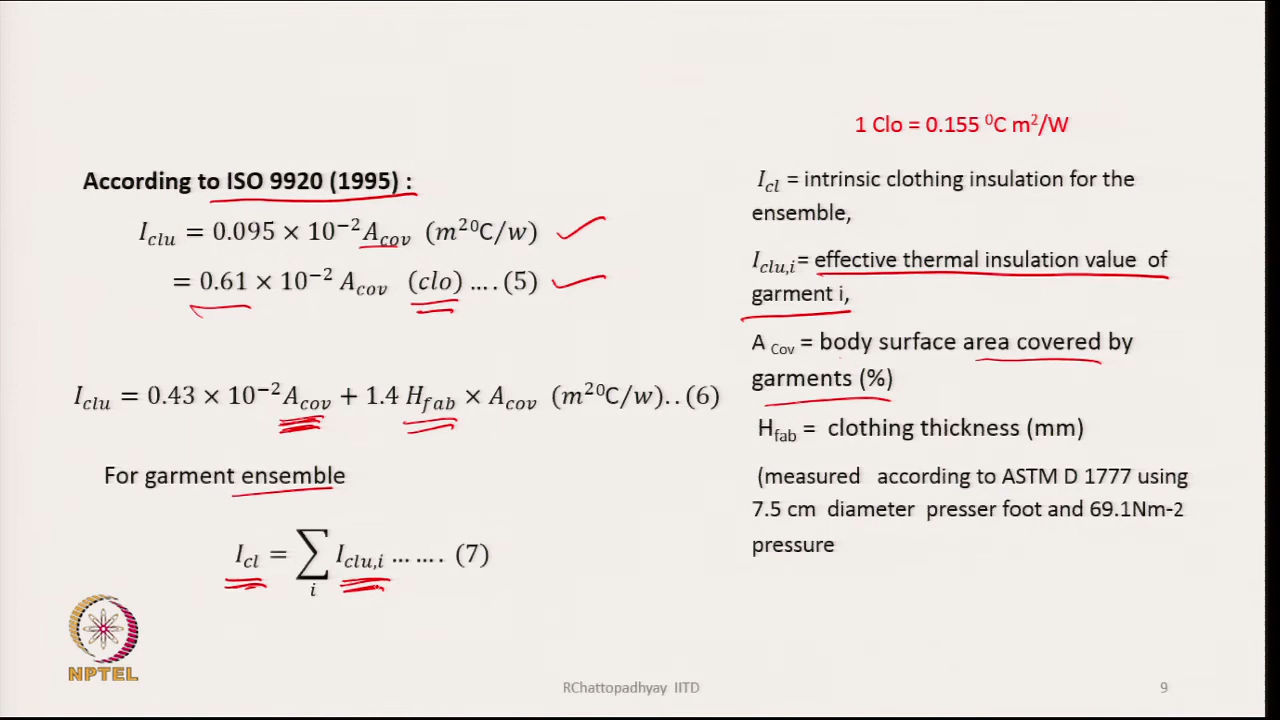 According to ISO 9920 (1995) :
I_clu = 0.095 × 10⁻² A_cov (m²⁰C/w)
= 0.61 × 10⁻² A_cov (clo) .... (5)
I_clu = 0.43 × 10⁻² A_cov + 1.4 H_fab × A_cov (m²⁰C/w) . . (6)
For garment ensemble
I_cl = ∑_i I_clu,i ... ... . (7)
NPTEL
1 Clo = 0.155 ⁰C m²/W
I_cl = intrinsic clothing insulation for the
ensemble,
I_clu,i = effective thermal insulation value of
garment i,
A _Cov = body surface area covered by
garments (%)
H_fab = clothing thickness (mm)
(measured according to ASTM D 1777 using
7.5 cm diameter presser foot and 69.1Nm-2
pressure
RChattopadhyay IITD
9